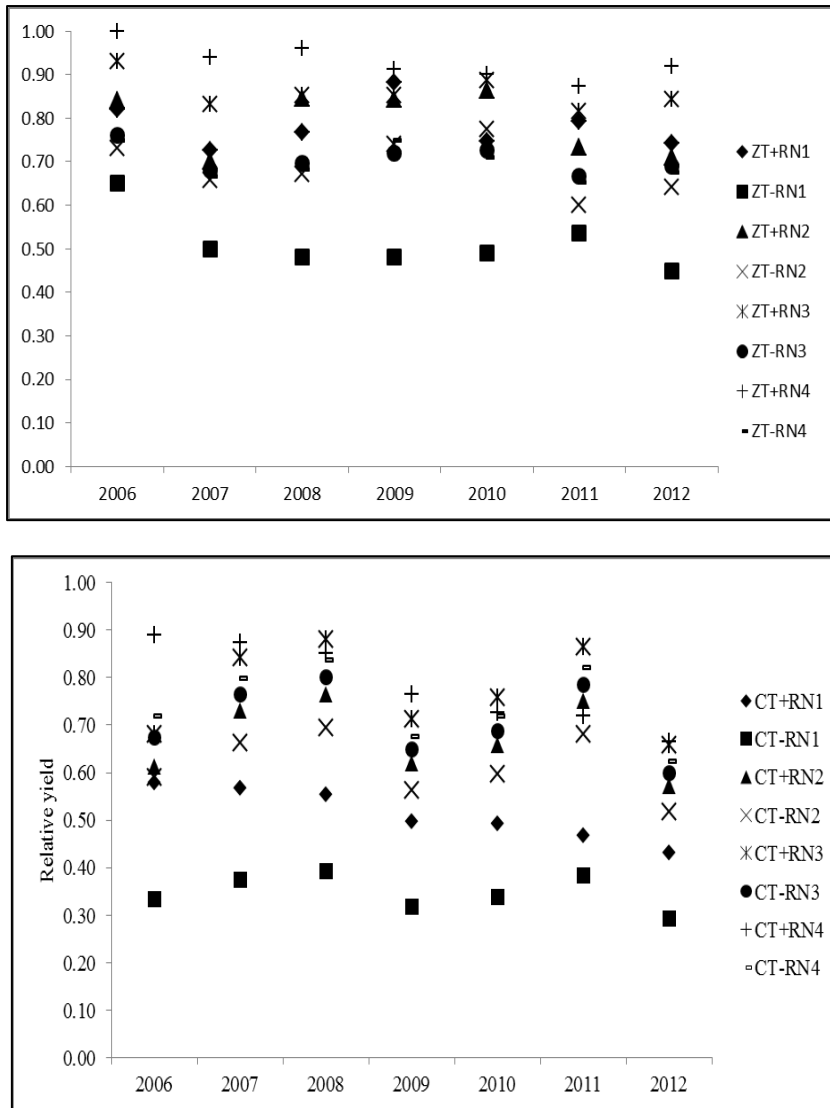 1.00
0.90
0.80
0.70
0.60
0.50
0.40
0.30
0.20
0.10
0.00
2006 2007 2008 2009 2010 2011 2012
ZT+RN1
ZT-RN1
ZT+RN2
ZT-RN2
ZT+RN3
ZT-RN3
ZT+RN4
ZT-RN4
Relative yield
1.00
0.90
0.80
0.70
0.60
0.50
0.40
0.30
0.20
0.10
0.00
2006 2007 2008 2009 2010 2011 2012
CT+RN1
CT-RN1
CT+RN2
CT-RN2
CT+RN3
CT-RN3
CT+RN4
CT-RN4